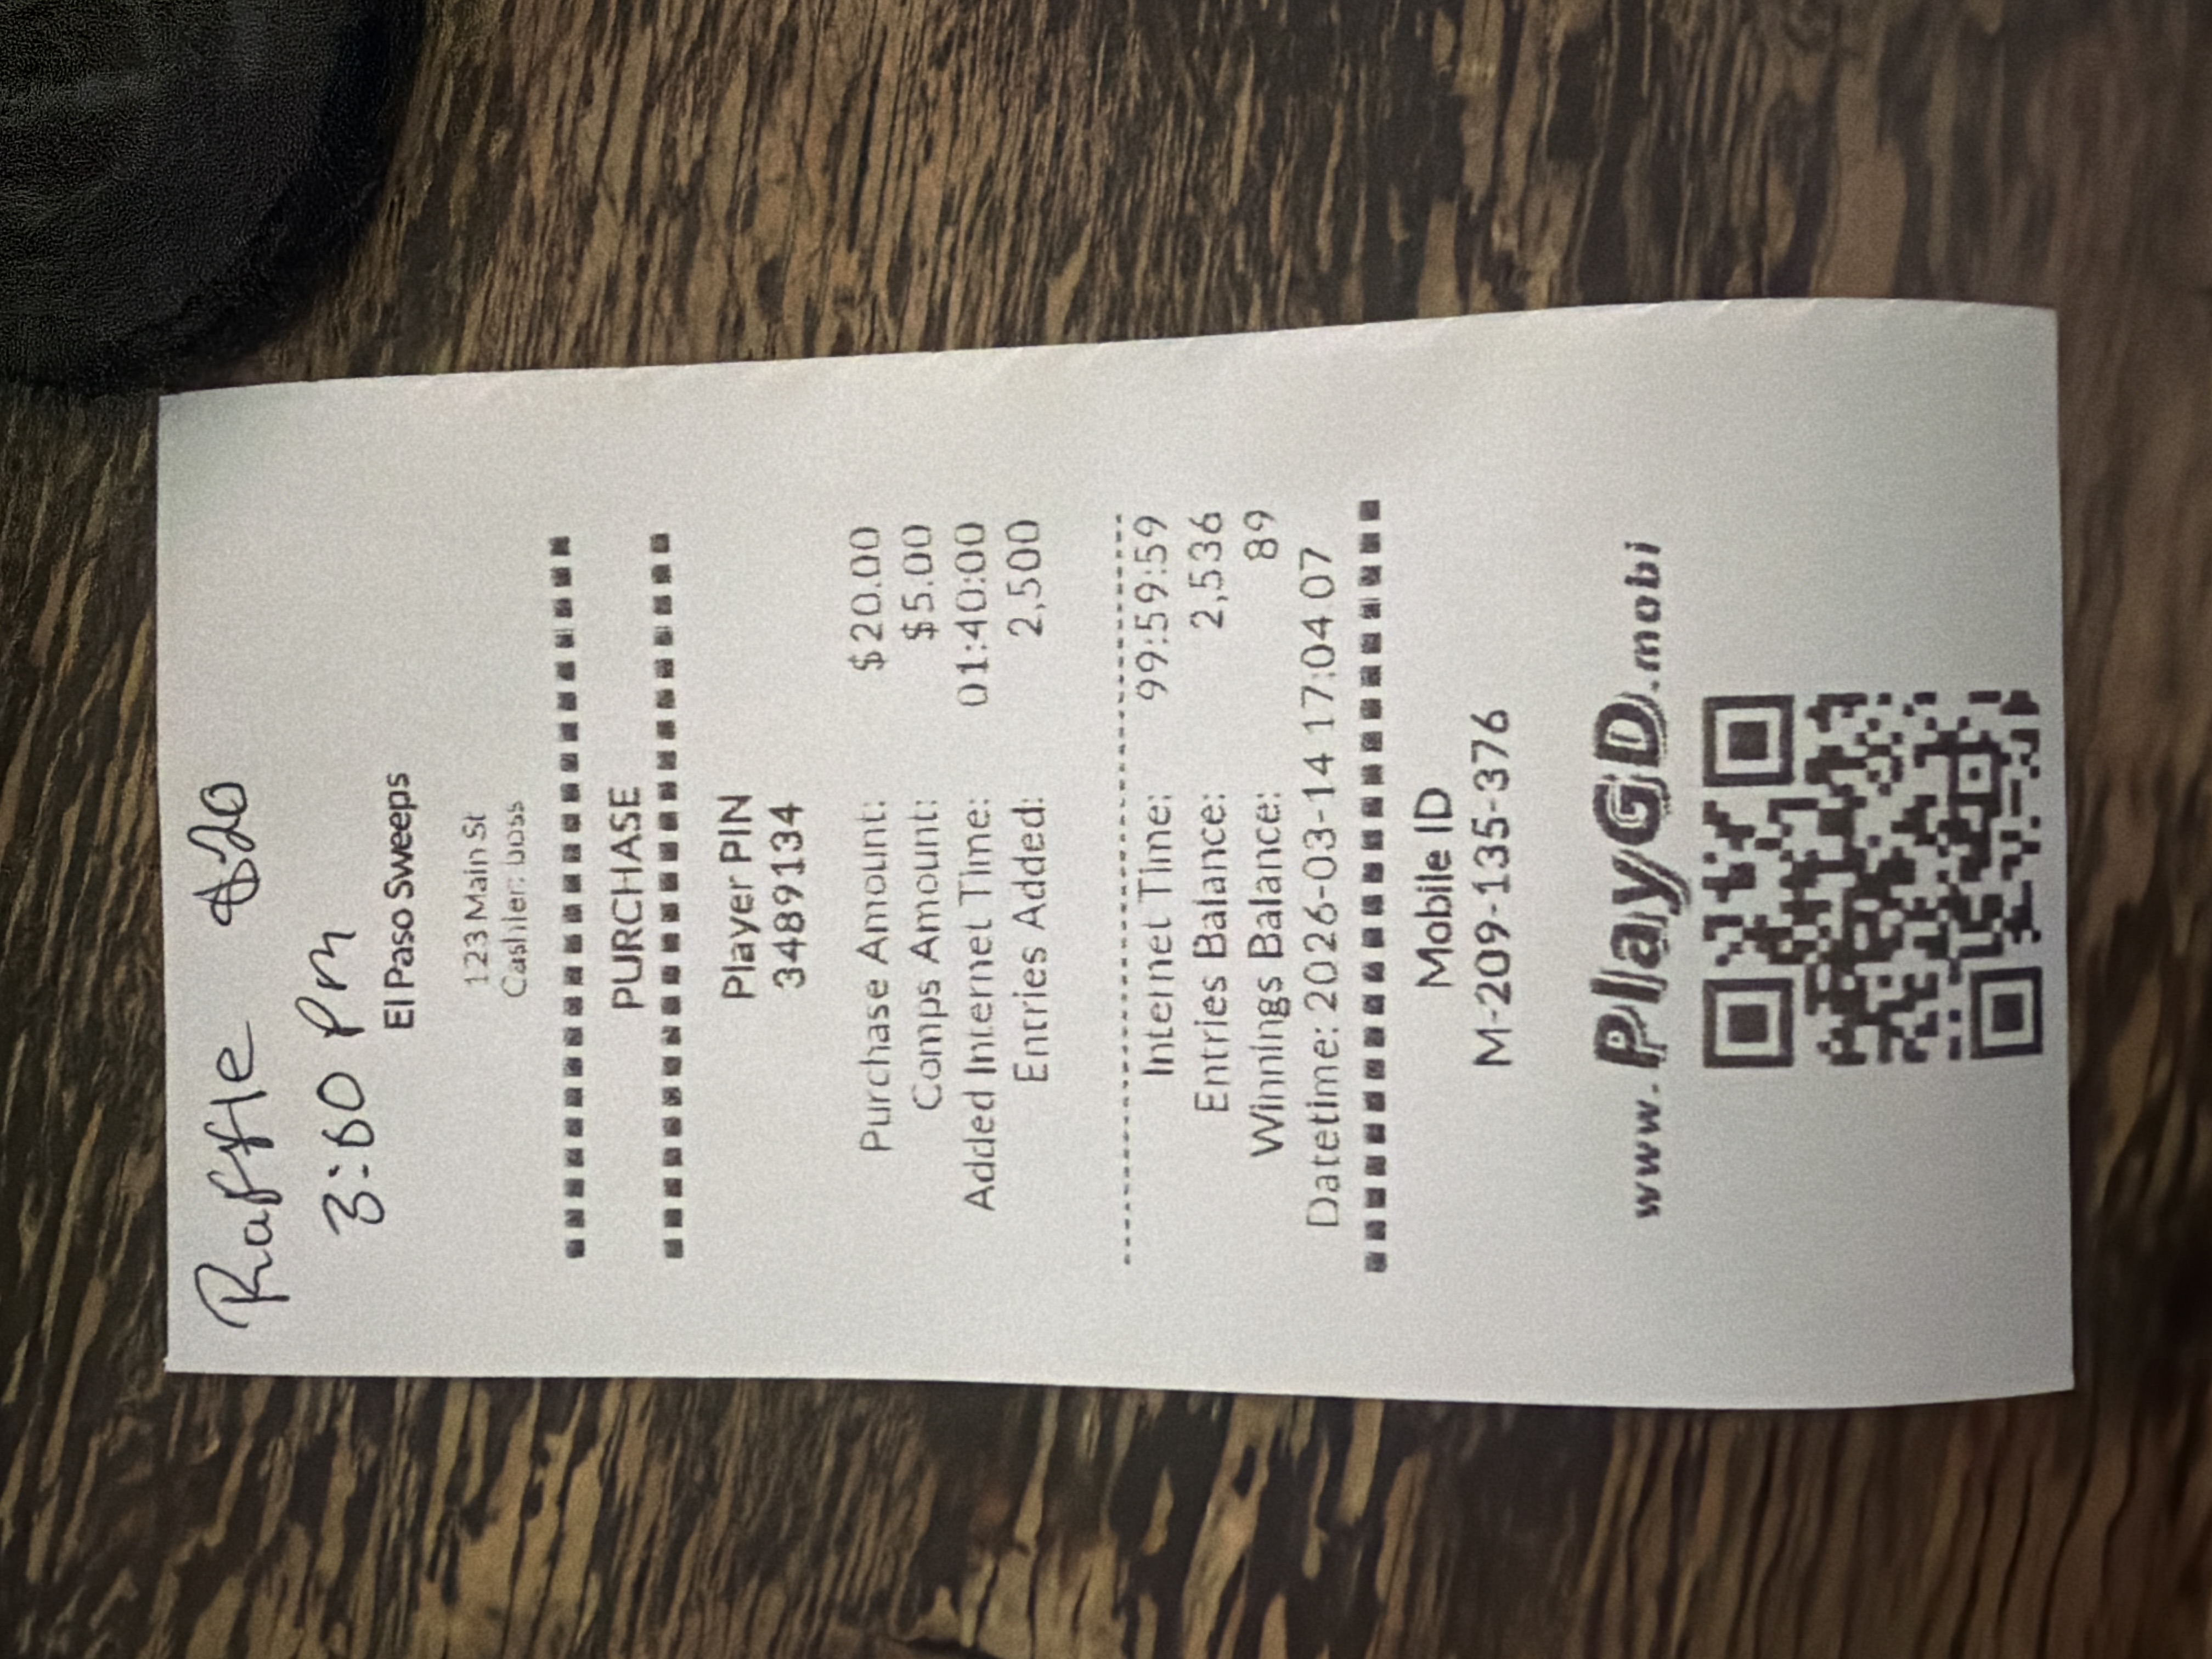 Raffle $20
3:00 Pm
El Paso Sweeps
123 Main St
Cashier: boss
PURCHASE
Player PIN
3489134
Purchase Amount: $20.00
Comps Amount: $5.00
Added Internet Time: 01:40:00
Entries Added: 2,500
Internet Time: 99:59:59
Entries Balance: 2,536
Winnings Balance: 89
Datetime: 2026-03-14 17:04:07
Mobile ID
M-209-135-376
www.PlayGD.mobi